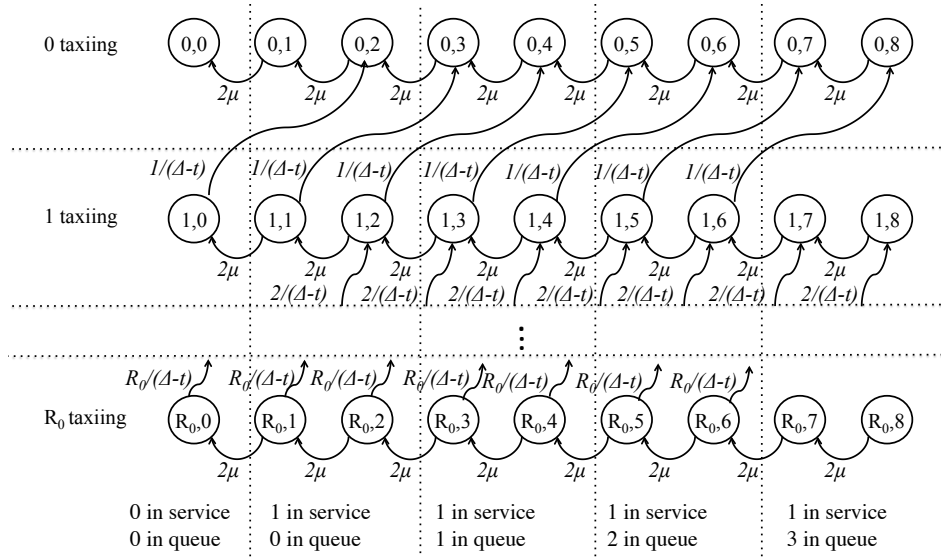 0 taxiing
0,0 0,1 0,2 0,3 0,4 0,5 0,6 0,7 0,8
2μ 2μ 2μ 2μ 2μ 2μ 2μ 2μ
1/(Δ-t) 1/(Δ-t) 1/(Δ-t) 1/(Δ-t) 1/(Δ-t) 1/(Δ-t) 1/(Δ-t)
1 taxiing
1,0 1,1 1,2 1,3 1,4 1,5 1,6 1,7 1,8
2μ 2μ 2μ 2μ 2μ 2μ 2μ 2μ
2/(Δ-t) 2/(Δ-t) 2/(Δ-t) 2/(Δ-t) 2/(Δ-t) 2/(Δ-t) 2/(Δ-t)
⋮
R₀/(Δ-t) R₀/(Δ-t) R₀/(Δ-t) R₀/(Δ-t) R₀/(Δ-t) R₀/(Δ-t) R₀/(Δ-t)
R₀ taxiing
R₀,0 R₀,1 R₀,2 R₀,3 R₀,4 R₀,5 R₀,6 R₀,7 R₀,8
2μ 2μ 2μ 2μ 2μ 2μ 2μ 2μ
0 in service 1 in service 1 in service 1 in service 1 in service
0 in queue 0 in queue 1 in queue 2 in queue 3 in queue